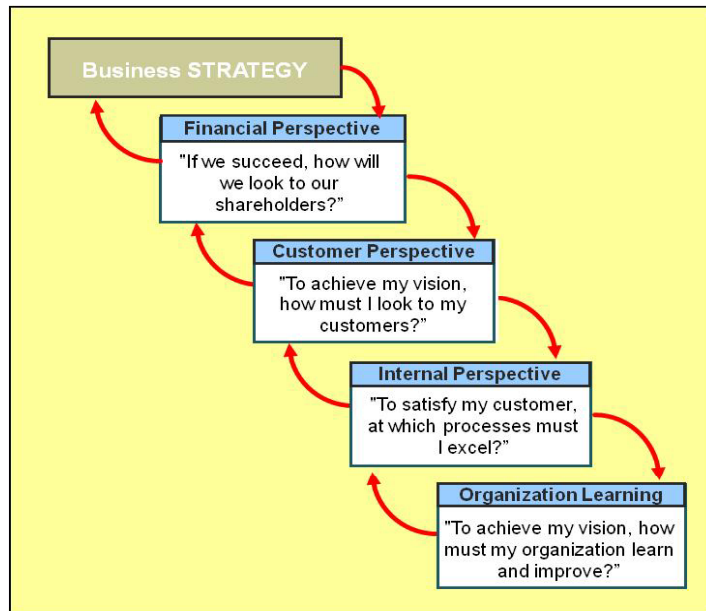 Business STRATEGY
Financial Perspective
"If we succeed, how will
we look to our
shareholders?”
Customer Perspective
"To achieve my vision,
how must I look to my
customers?”
Internal Perspective
"To satisfy my customer,
at which processes must
I excel?”
Organization Learning
"To achieve my vision, how
must my organization learn
and improve?”